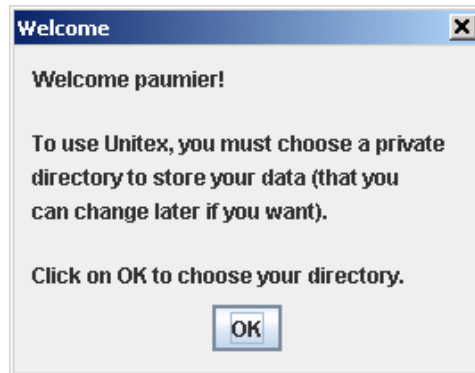 Welcome
Welcome paumier!
To use Unitex, you must choose a private
directory to store your data (that you
can change later if you want).
Click on OK to choose your directory.
OK